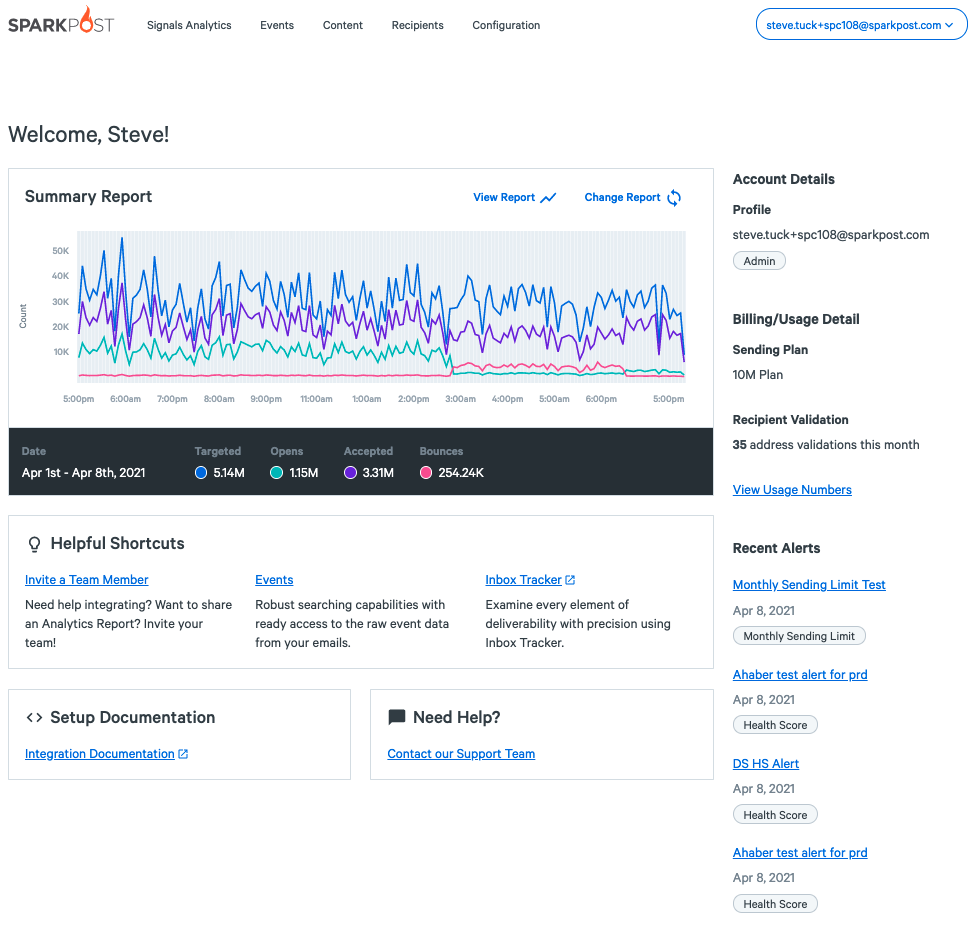 SPARKPOST
Signals Analytics
Events
Content
Recipients
Configuration
steve.tuck+spc108@sparkpost.com
Welcome, Steve!
Summary Report
View Report
Change Report
Count
50K
40K
30K
20K
10K
5:00pm
6:00am
7:00pm
8:00am
9:00pm
11:00am
1:00am
2:00pm
3:00am
4:00pm
5:00am
6:00pm
5:00pm
Date
Targeted
Opens
Accepted
Bounces
Apr 1st - Apr 8th, 2021
5.14M
1.15M
3.31M
254.24K
Helpful Shortcuts
Invite a Team Member
Need help integrating? Want to share
an Analytics Report? Invite your
team!
Events
Robust searching capabilities with
ready access to the raw event data
from your emails.
Inbox Tracker
Examine every element of
deliverability with precision using
Inbox Tracker.
Setup Documentation
Integration Documentation
Need Help?
Contact our Support Team
Account Details
Profile
steve.tuck+spc108@sparkpost.com
Admin
Billing/Usage Detail
Sending Plan
10M Plan
Recipient Validation
35 address validations this month
View Usage Numbers
Recent Alerts
Monthly Sending Limit Test
Apr 8, 2021
Monthly Sending Limit
Ahaber test alert for prd
Apr 8, 2021
Health Score
DS HS Alert
Apr 8, 2021
Health Score
Ahaber test alert for prd
Apr 8, 2021
Health Score